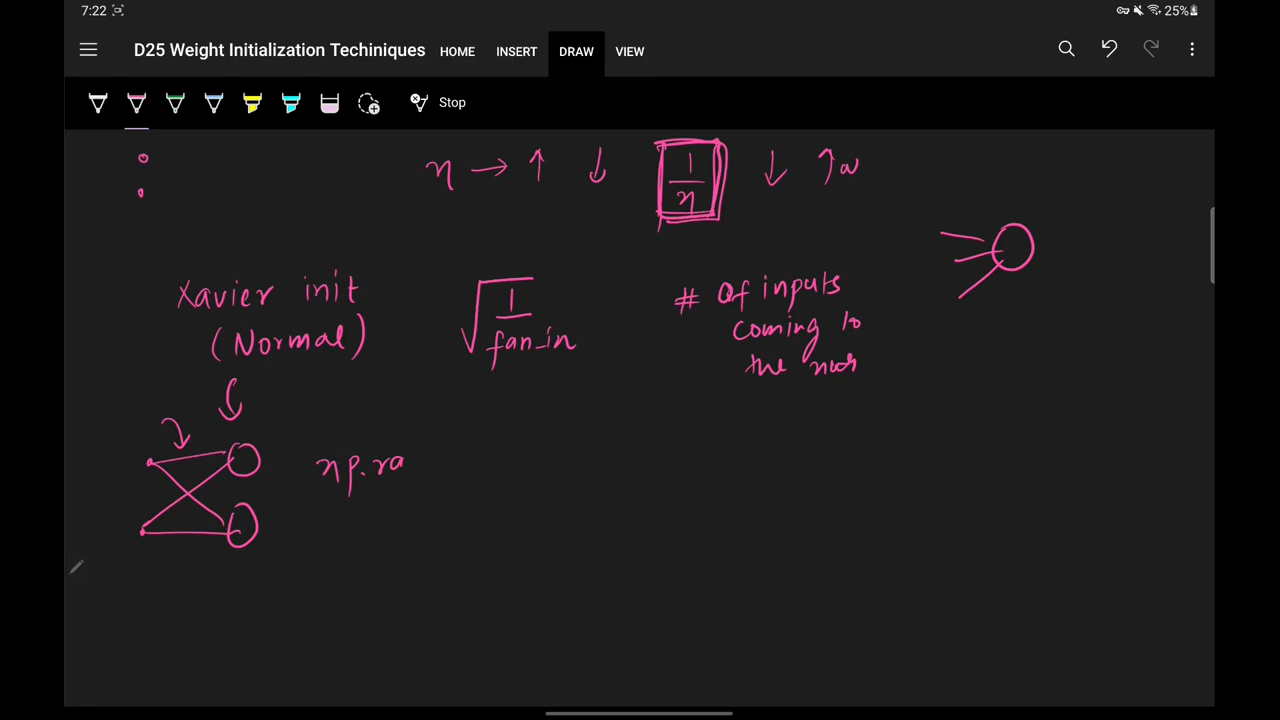 7:22 25%
D25 Weight Initialization Techiniques HOME INSERT DRAW VIEW
Stop
n → ↑ ↓ 1/n ↓ ↑ w
Xavier init √1/fan_in # Of inputs
(Normal) coming to
the
np.ra